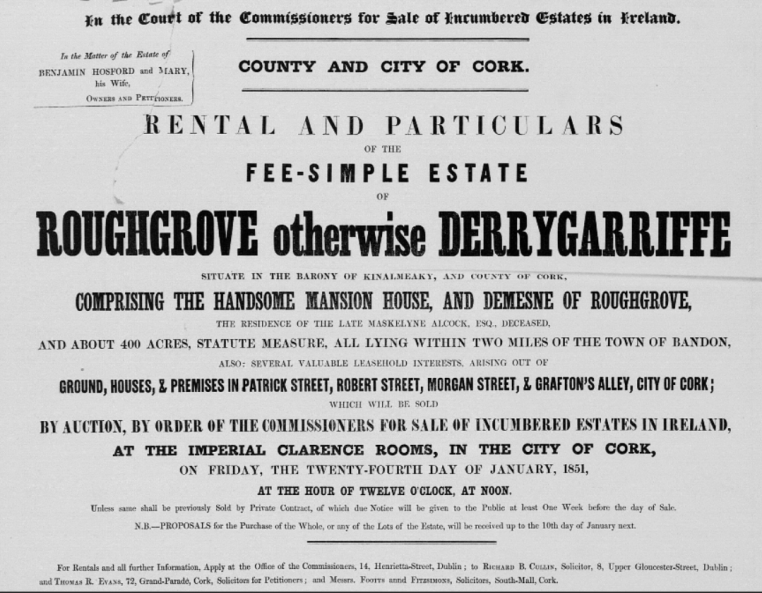 In the Court of the Commissioners for Sale of Incumbered Estates in Ireland.
In the Matter of the Estate of
BENJAMIN HOSFORD and MARY,
his Wife,
OWNERS AND PETITIONERS.
COUNTY AND CITY OF CORK.
RENTAL AND PARTICULARS
OF THE
FEE-SIMPLE ESTATE
OF
ROUGHGROVE otherwise DERRYGARRIFFE
SITUATE IN THE BARONY OF KINALMEAKY, AND COUNTY OF CORK,
COMPRISING THE HANDSOME MANSION HOUSE, AND DEMESNE OF ROUGHGROVE,
THE RESIDENCE OF THE LATE MASKELYNE ALCOCK, ESQ., DECEASED,
AND ABOUT 400 ACRES, STATUTE MEASURE, ALL LYING WITHIN TWO MILES OF THE TOWN OF BANDON,
ALSO: SEVERAL VALUABLE LEASEHOLD INTERESTS, ARISING OUT OF
GROUND, HOUSES, & PREMISES IN PATRICK STREET, ROBERT STREET, MORGAN STREET, & GRAFTON'S ALLEY, CITY OF CORK;
WHICH WILL BE SOLD
BY AUCTION, BY ORDER OF THE COMMISSIONERS FOR SALE OF INCUMBERED ESTATES IN IRELAND,
AT THE IMPERIAL CLARENCE ROOMS, IN THE CITY OF CORK,
ON FRIDAY, THE TWENTY-FOURTH DAY OF JANUARY, 1851,
AT THE HOUR OF TWELVE O'CLOCK, AT NOON.
Unless same shall be previously Sold by Private Contract, of which due Notice will be given to the Public at least One Week before the day of Sale.
N.B.—PROPOSALS for the Purchase of the Whole, or any of the Lots of the Estate, will be received up to the 10th day of January next.
For Rentals and all further Information, Apply at the Office of the Commissioners, 14, Henrietta-Street, Dublin; to RICHARD B. CULLIN, Solicitor, 8, Upper Gloucester-Street, Dublin;
and THOMAS R. EVANS, 72, Grand-Parade, Cork, Solicitors for Petitioners; and Messrs. FOOTTS annd FITZSIMONS, Solicitors, South-Mall, Cork.